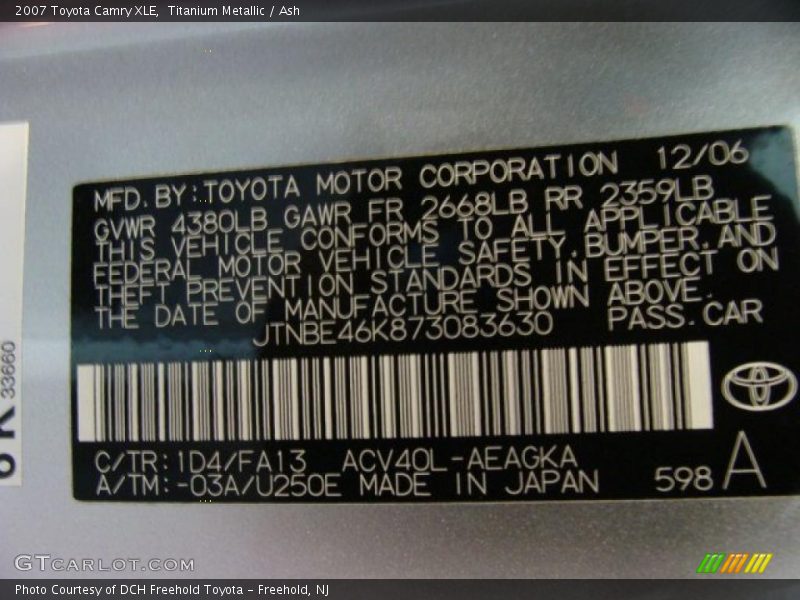 2007 Toyota Camry XLE,  Titanium Metallic / Ash
MFD. BY: TOYOTA MOTOR CORPORATION 12/06
GVWR 4380LB GAWR FR 2668LB RR 2359LB
THIS VEHICLE CONFORMS TO ALL APPLICABLE
FEDERAL MOTOR VEHICLE SAFETY, BUMPER, AND
THEFT PREVENTION STANDARDS IN EFFECT ON
THE DATE OF MANUFACTURE SHOWN ABOVE.
JTNBE46K873083630 PASS. CAR
C/TR: 1D4/FA13 ACV40L-AEAGKA
A/TM: -03A/U250E MADE IN JAPAN 598 A
33660
GTCARLOT.COM
Photo Courtesy of DCH Freehold Toyota - Freehold, NJ